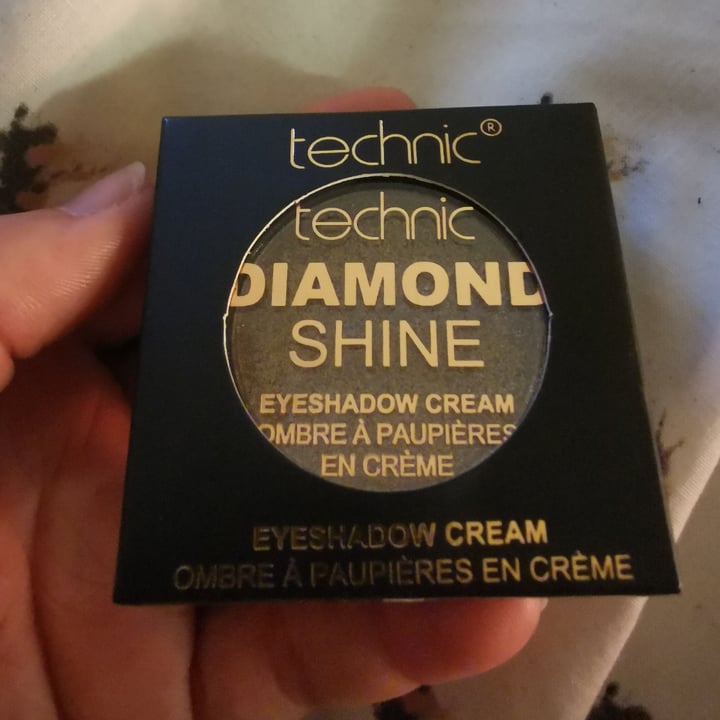 technic®
technic
DIAMOND
SHINE
EYESHADOW CREAM
OMBRE À PAUPIÈRES
EN CRÈME
EYESHADOW CREAM
OMBRE À PAUPIÈRES EN CRÈME